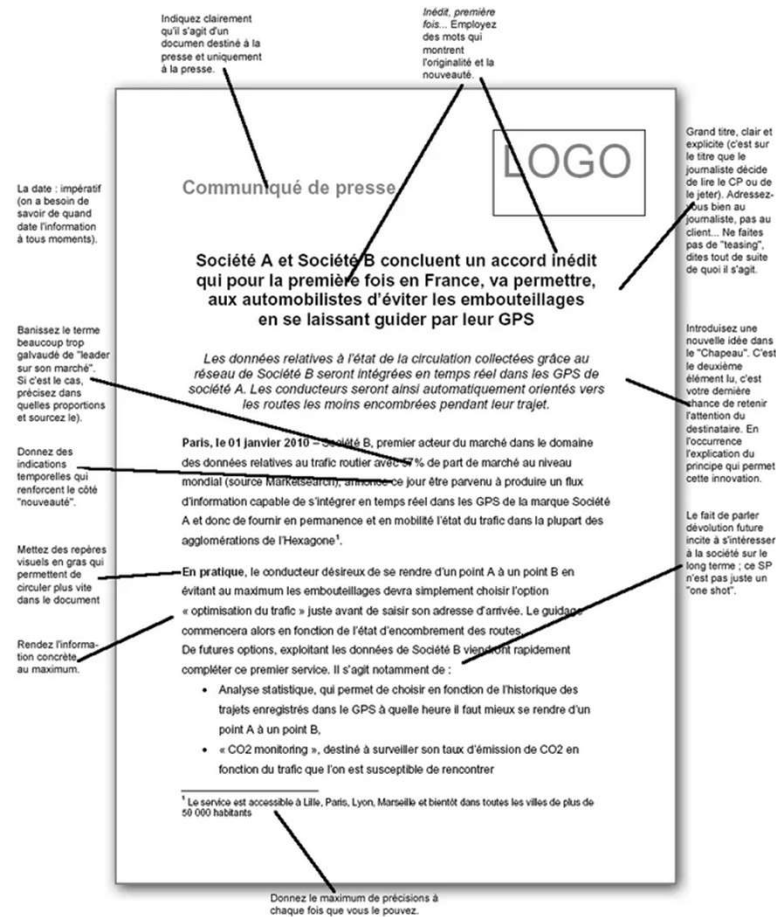 Indiquez clairement
qu'il s'agit d'un
documen destiné à la
presse et uniquement
à la presse.
Inédit, première
fois... Employez
des mots qui
montrent
l'originalité et la
nouveauté.
Grand titre, clair et
explicite (c'est sur
le titre que le
journaliste décide
de lire le CP ou de
le jeter). Adressez-
vous bien au
journaliste, pas au
client... Ne faites
pas de "teasing",
dites tout de suite
de quoi il s'agit.
La date : impératif
(on a besoin de
savoir de quand
date l'information
à tous moments).
LOGO
Communiqué de presse
Société A et Société B concluent un accord inédit
qui pour la première fois en France, va permettre,
aux automobilistes d'éviter les embouteillages
en se laissant guider par leur GPS
Banissez le terme
beaucoup trop
galvaudé de "leader
sur son marché".
Si c'est le cas,
précisez dans
quelles proportions
et sourcez le).
Introduisez une
nouvelle idée dans
le "Chapeau". C'est
le deuxième
élément lu, c'est
votre dernière
chance de retenir
l'attention du
destinataire. En
l'occurrence
l'explication du
principe qui permet
cette innovation.
Les données relatives à l'état de la circulation collectées grâce au
réseau de Société B seront intégrées en temps réel dans les GPS de
société A. Les conducteurs seront ainsi automatiquement orientés vers
les routes les moins encombrées pendant leur trajet.
Donnez des
indications
temporelles qui
renforcent le côté
"nouveauté".
Paris, le 01 janvier 2010 – Société B, premier acteur du marché dans le domaine
des données relatives au trafic routier avec 57% de part de marché au niveau
mondial (source Marketsearch), annonce ce jour être parvenu à produire un flux
d'information capable de s'intégrer en temps réel dans les GPS de la marque Société
A et donc de fournir en permanence et en mobilité l'état du trafic dans la plupart des
agglomérations de l'Hexagone¹.
Le fait de parler
dévolution future
incite à s'intéresser
à la société sur le
long terme ; ce SP
n'est pas juste un
"one shot".
Mettez des repères
visuels en gras qui
permettent de
circuler plus vite
dans le document
En pratique, le conducteur désireux de se rendre d'un point A à un point B en
évitant au maximum les embouteillages devra simplement choisir l'option
« optimisation du trafic » juste avant de saisir son adresse d'arrivée. Le guidage
commencera alors en fonction de l'état d'encombrement des routes.
De futures options, exploitant les données de Société B viendront rapidement
compléter ce premier service. Il s'agit notamment de :
Rendez l'informa-
tion concrète
au maximum.
• Analyse statistique, qui permet de choisir en fonction de l'historique des
trajets enregistrés dans le GPS à quelle heure il faut mieux se rendre d'un
point A à un point B,
• « CO2 monitoring », destiné à surveiller son taux d'émission de CO2 en
fonction du trafic que l'on est susceptible de rencontrer
¹ Le service est accessible à Lille, Paris, Lyon, Marseille et bientôt dans toutes les villes de plus de
50 000 habitants
Donnez le maximum de précisions à
chaque fois que vous le pouvez.